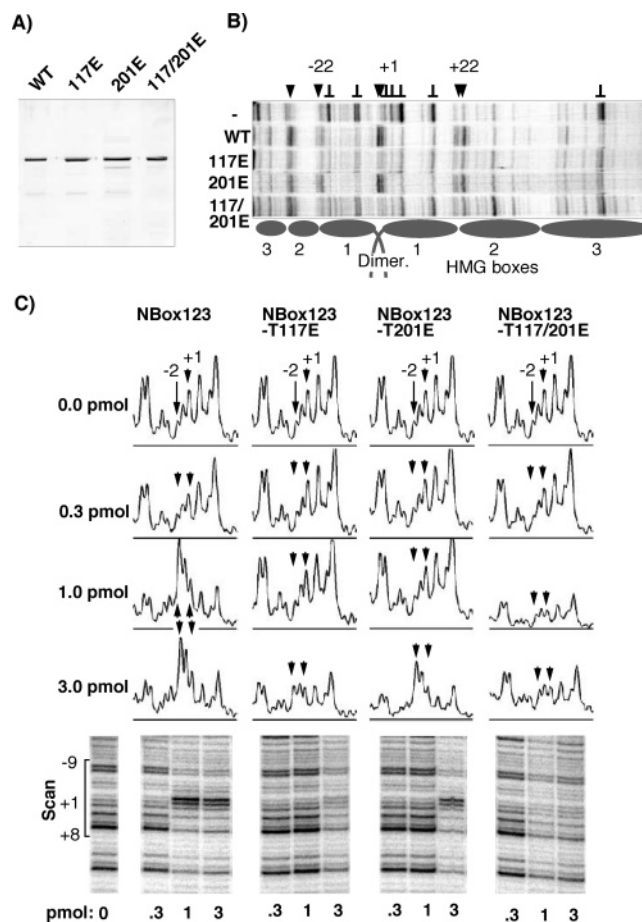 A)
WT 117E 201E 117/201E
B)
-22 +1 +22
-
WT
117E
201E
117/
201E
3 2 1 1 2 3
Dimer. HMG boxes
C)
NBox123 NBox123 -T117E NBox123 -T201E NBox123 -T117/201E
-2 +1 -2 +1 -2 +1 -2 +1
0.0 pmol
0.3 pmol
1.0 pmol
3.0 pmol
Scan
-9
+1
+8
pmol: 0 .3 1 3 .3 1 3 .3 1 3 .3 1 3